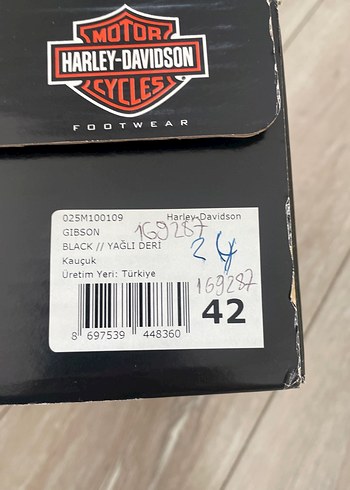 MOTOR
HARLEY-DAVIDSON
CYCLES
FOOTWEAR
025M100109 Harley-Davidson
GIBSON 169287
BLACK // YAĞLI DERİ 24
Kauçuk
Üretim Yeri: Türkiye 169287
42
8 697539 448360